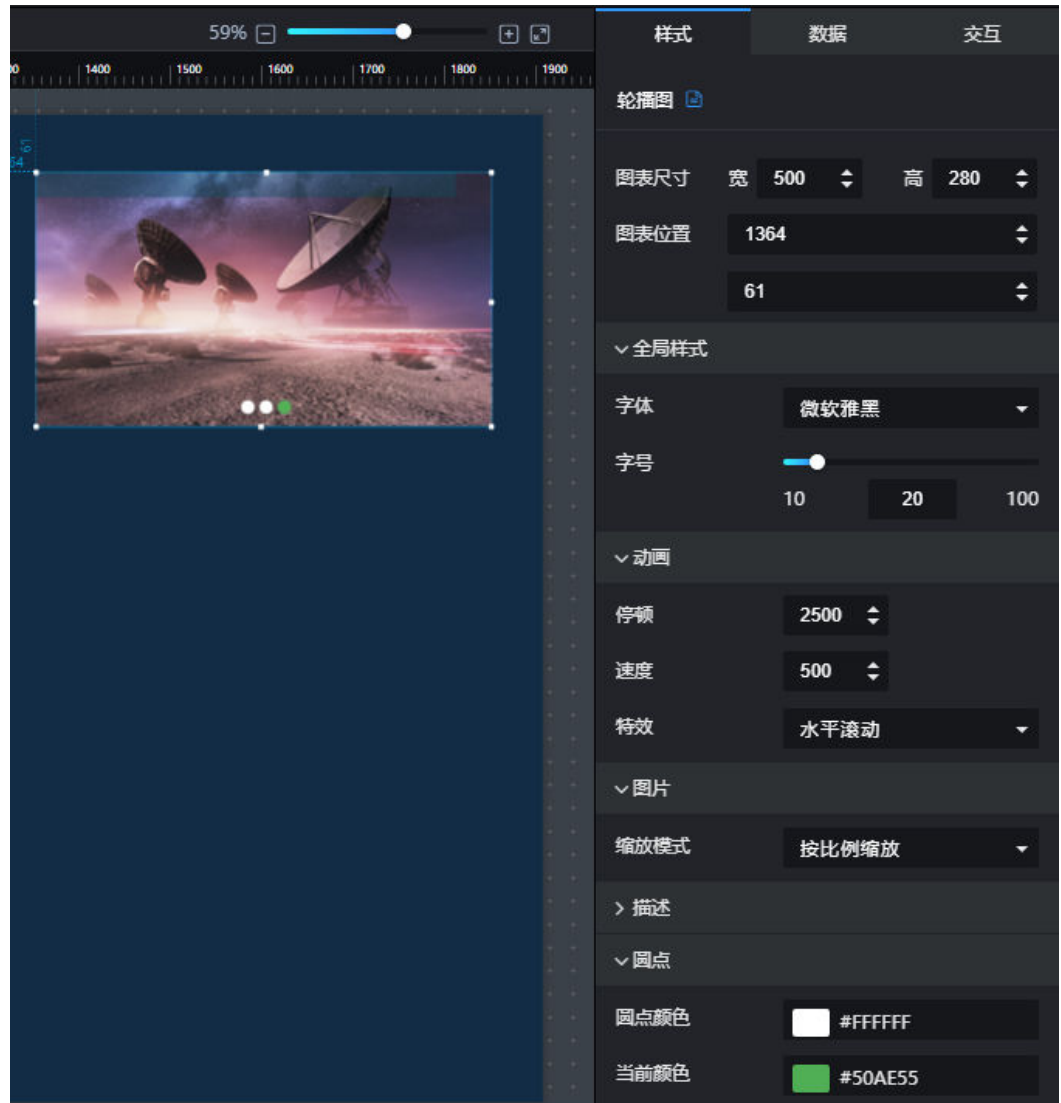 59%
1400 1500 1600 1700 1800 1900
61
样式 数据 交互
轮播图
图表尺寸 宽 500 高 280
图表位置 1364
61
全局样式
字体 微软雅黑
字号
10 20 100
动画
停顿 2500
速度 500
特效 水平滚动
图片
缩放模式 按比例缩放
描述
圆点
圆点颜色 #FFFFFF
当前颜色 #50AE55